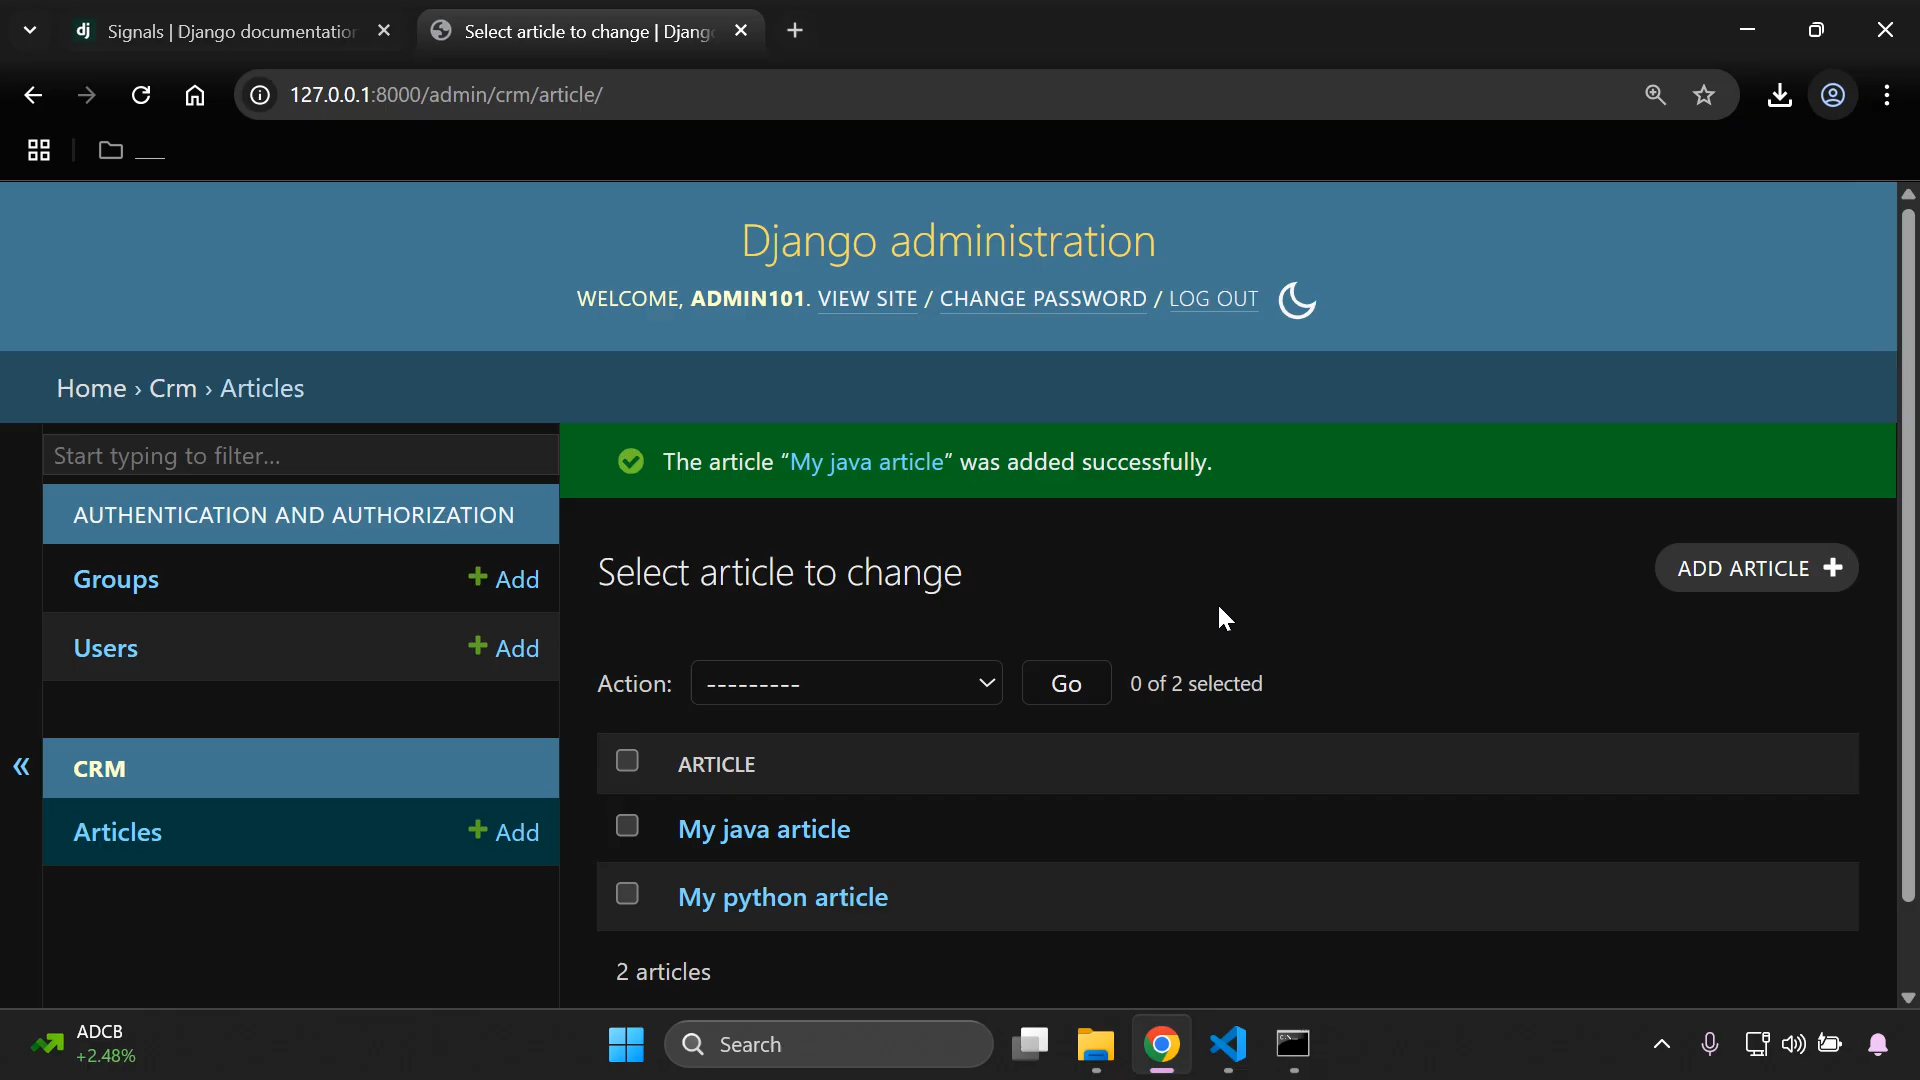 Signals | Django documentation
Select article to change | Djang
127.0.0.1:8000/admin/crm/article/
Django administration
WELCOME, ADMIN101. VIEW SITE / CHANGE PASSWORD / LOG OUT
Home › Crm › Articles
Start typing to filter...
The article “My java article” was added successfully.
AUTHENTICATION AND AUTHORIZATION
Groups + Add
Users + Add
CRM
Articles + Add
Select article to change
ADD ARTICLE +
Action: --------- Go 0 of 2 selected
ARTICLE
My java article
My python article
2 articles
ADCB
+2.48%
Search